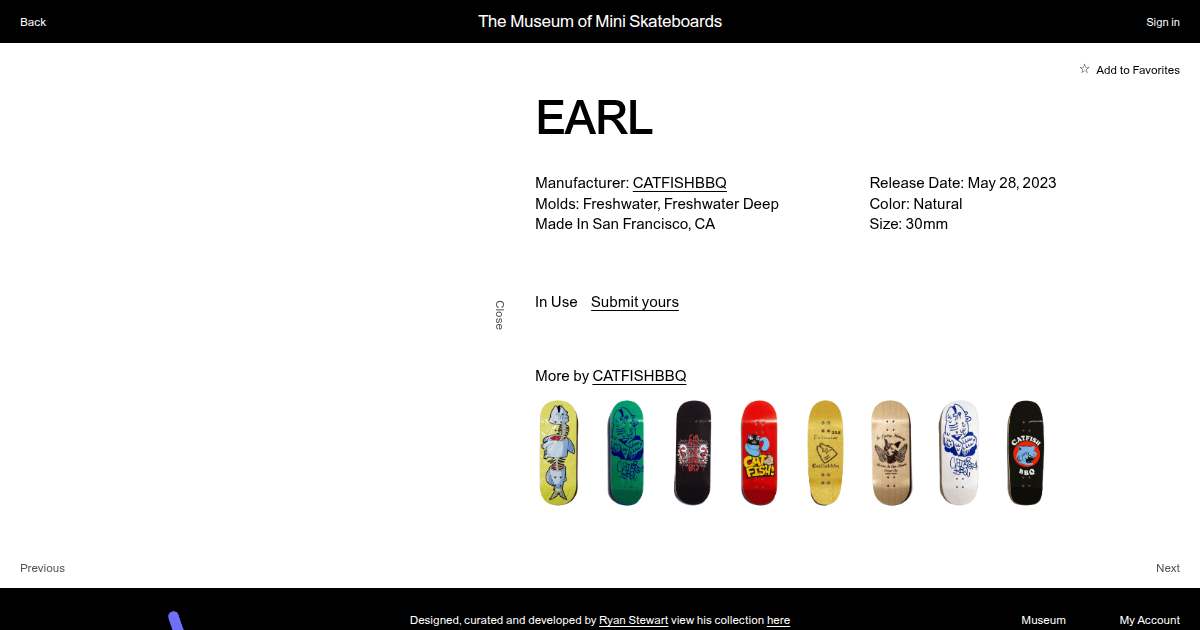 Back
The Museum of Mini Skateboards
Sign in
☆ Add to Favorites
EARL
Manufacturer: CATFISHBBQ
Molds: Freshwater, Freshwater Deep
Made In San Francisco, CA
Release Date: May 28, 2023
Color: Natural
Size: 30mm
Close
In Use Submit yours
More by CATFISHBBQ
CAT
FISH!
CATFISH
BBQ
Previous
Next
Designed, curated and developed by Ryan Stewart view his collection here
Museum
My Account